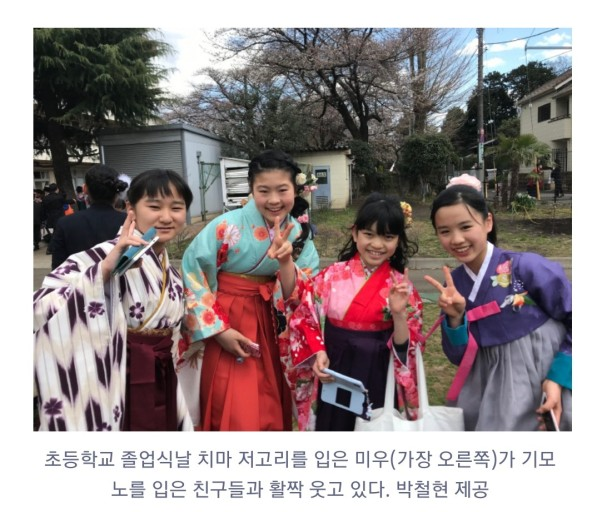 초등학교 졸업식날 치마 저고리를 입은 미우(가장 오른쪽)가 기모
노를 입은 친구들과 활짝 웃고 있다. 박철현 제공